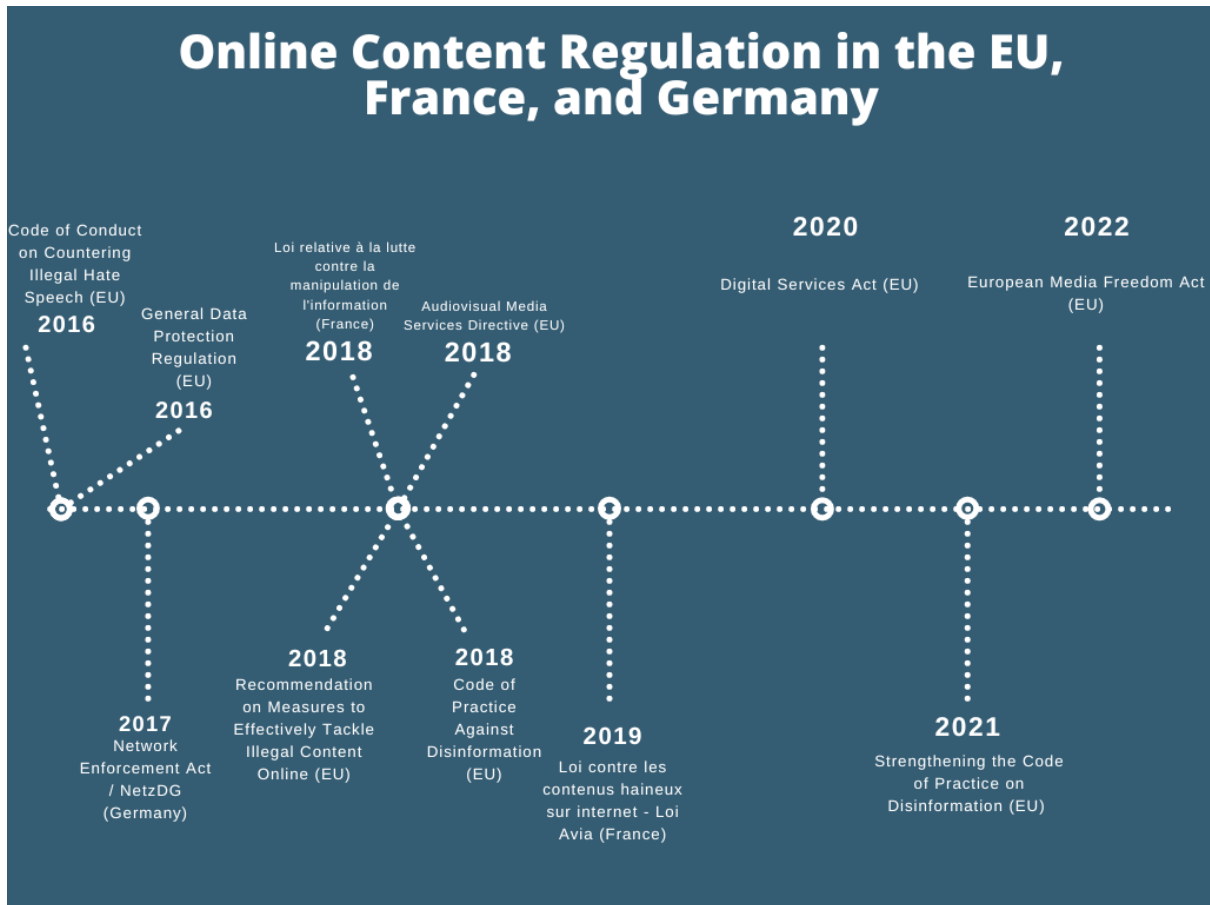 Online Content Regulation in the EU,
France, and Germany
Code of Conduct
on Countering
Illegal Hate
Speech (EU)
2016
General Data
Protection
Regulation
(EU)
2016
Loi relative à la lutte
contre la
manipulation de
l'information
(France)
2018
Audiovisual Media
Services Directive (EU)
2018
2020
Digital Services Act (EU)
2022
European Media Freedom Act
(EU)
2017
Network
Enforcement Act
/ NetzDG
(Germany)
2018
Recommendation
on Measures to
Effectively Tackle
Illegal Content
Online (EU)
2018
Code of
Practice
Against
Disinformation
(EU)
2019
Loi contre les
contenus haineux
sur internet - Loi
Avia (France)
2021
Strengthening the Code
of Practice on
Disinformation (EU)